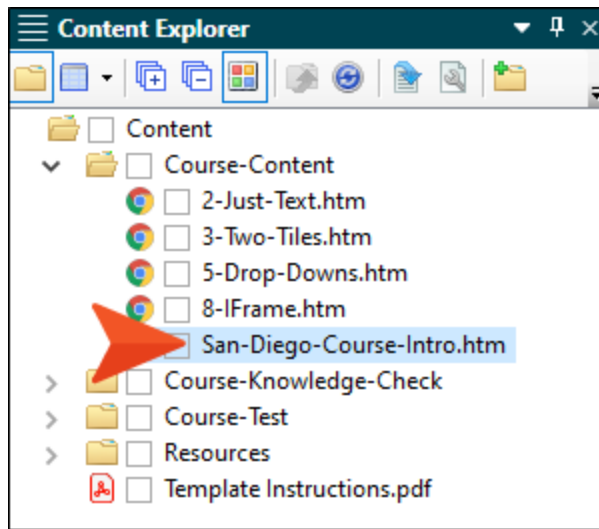 Content Explorer
Content
Course-Content
2-Just-Text.htm
3-Two-Tiles.htm
5-Drop-Downs.htm
8-IFrame.htm
San-Diego-Course-Intro.htm
Course-Knowledge-Check
Course-Test
Resources
Template Instructions.pdf